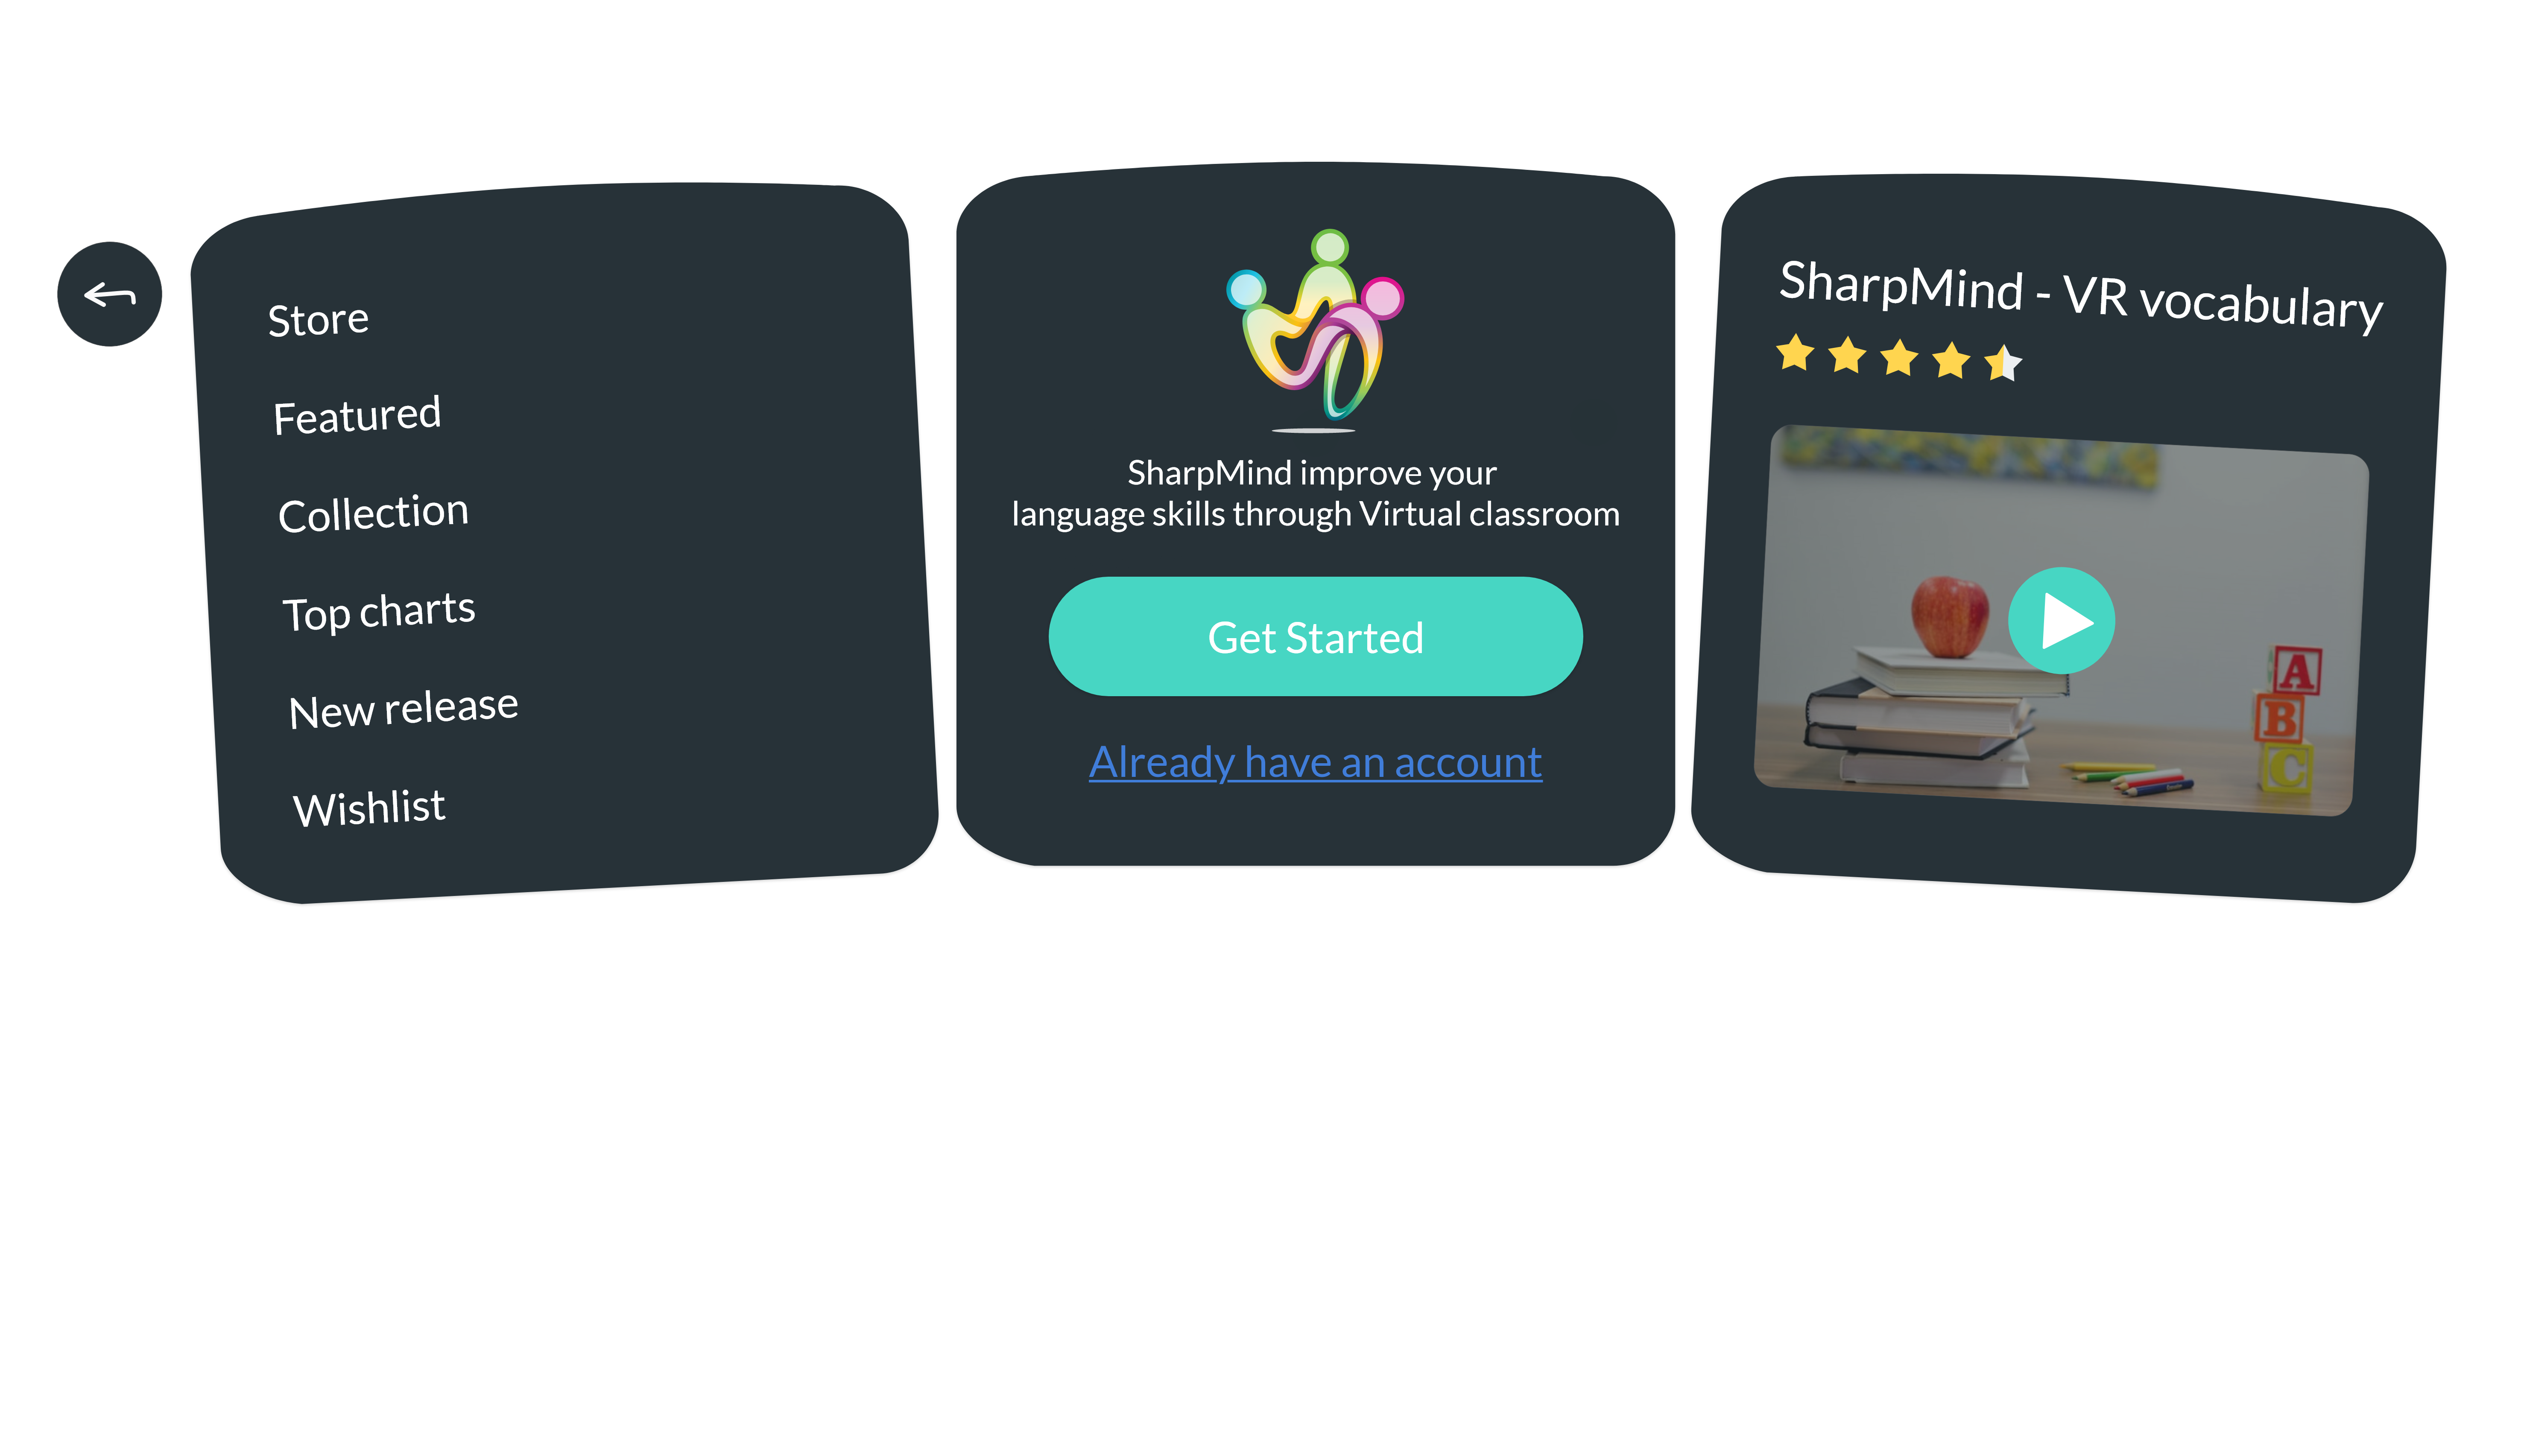 Store
Featured
Collection
Top charts
New release
Wishlist
SharpMind improve your
language skills through Virtual classroom
Get Started
Already have an account
SharpMind - VR vocabulary
A
B
C